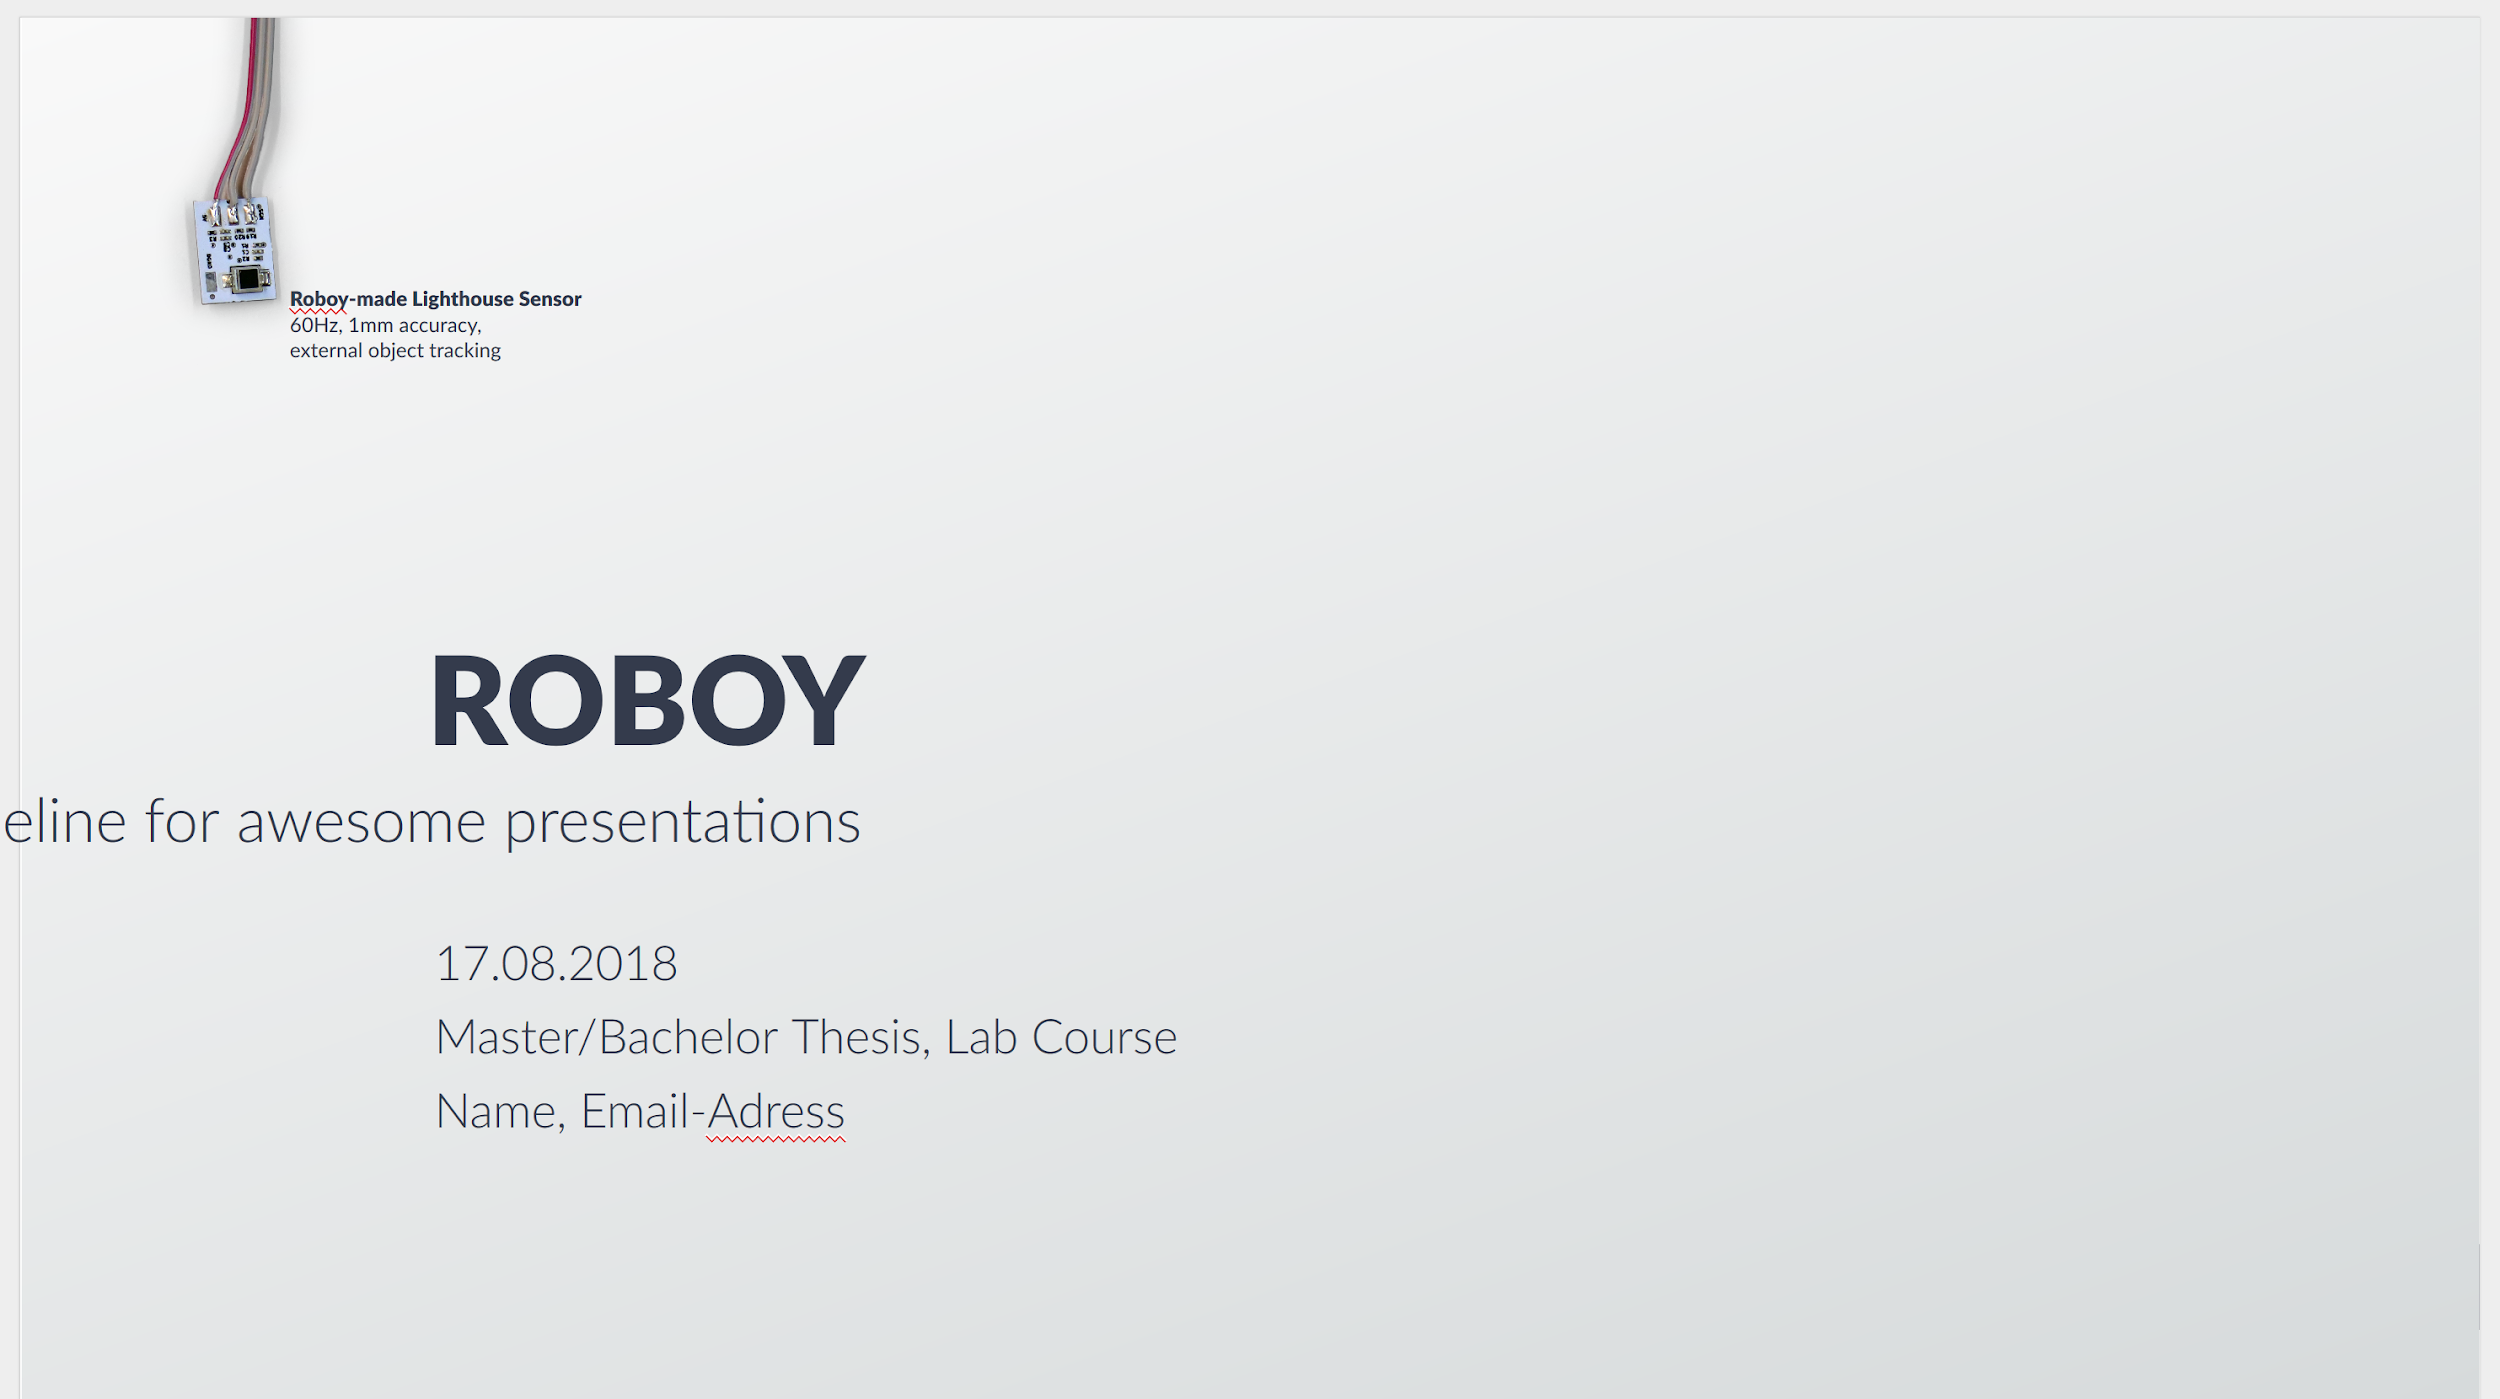 Roboy-made Lighthouse Sensor
60Hz, 1mm accuracy,
external object tracking
ROBOY
eline for awesome presentations
17.08.2018
Master/Bachelor Thesis, Lab Course
Name, Email-Adress